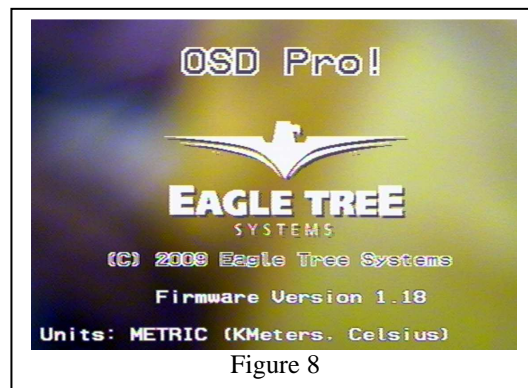 OSD Pro!
EAGLE TREE
SYSTEMS
(C) 2009 Eagle Tree Systems
Firmware Version 1.18
Units: METRIC (KMeters. Celsius)
Figure 8